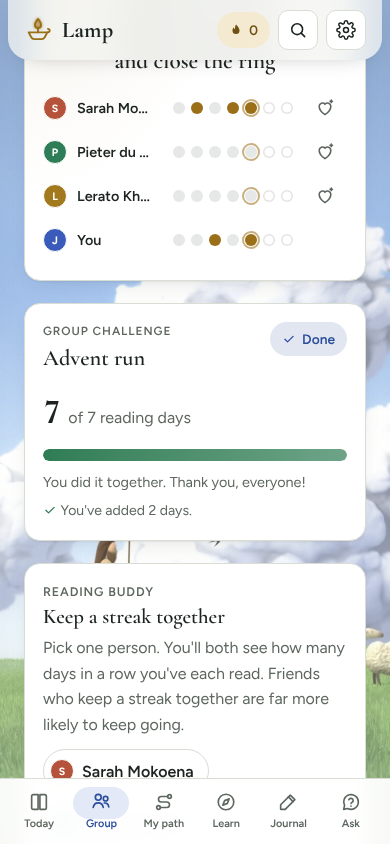 Lamp
0
and close the ring
S Sarah Mo...
P Pieter du ...
L Lerato Kh...
J You
GROUP CHALLENGE
Advent run
Done
7 of 7 reading days
You did it together. Thank you, everyone!
You've added 2 days.
READING BUDDY
Keep a streak together
Pick one person. You'll both see how many
days in a row you've each read. Friends
who keep a streak together are far more
likely to keep going.
S Sarah Mokoena
Today
Group
My path
Learn
Journal
Ask